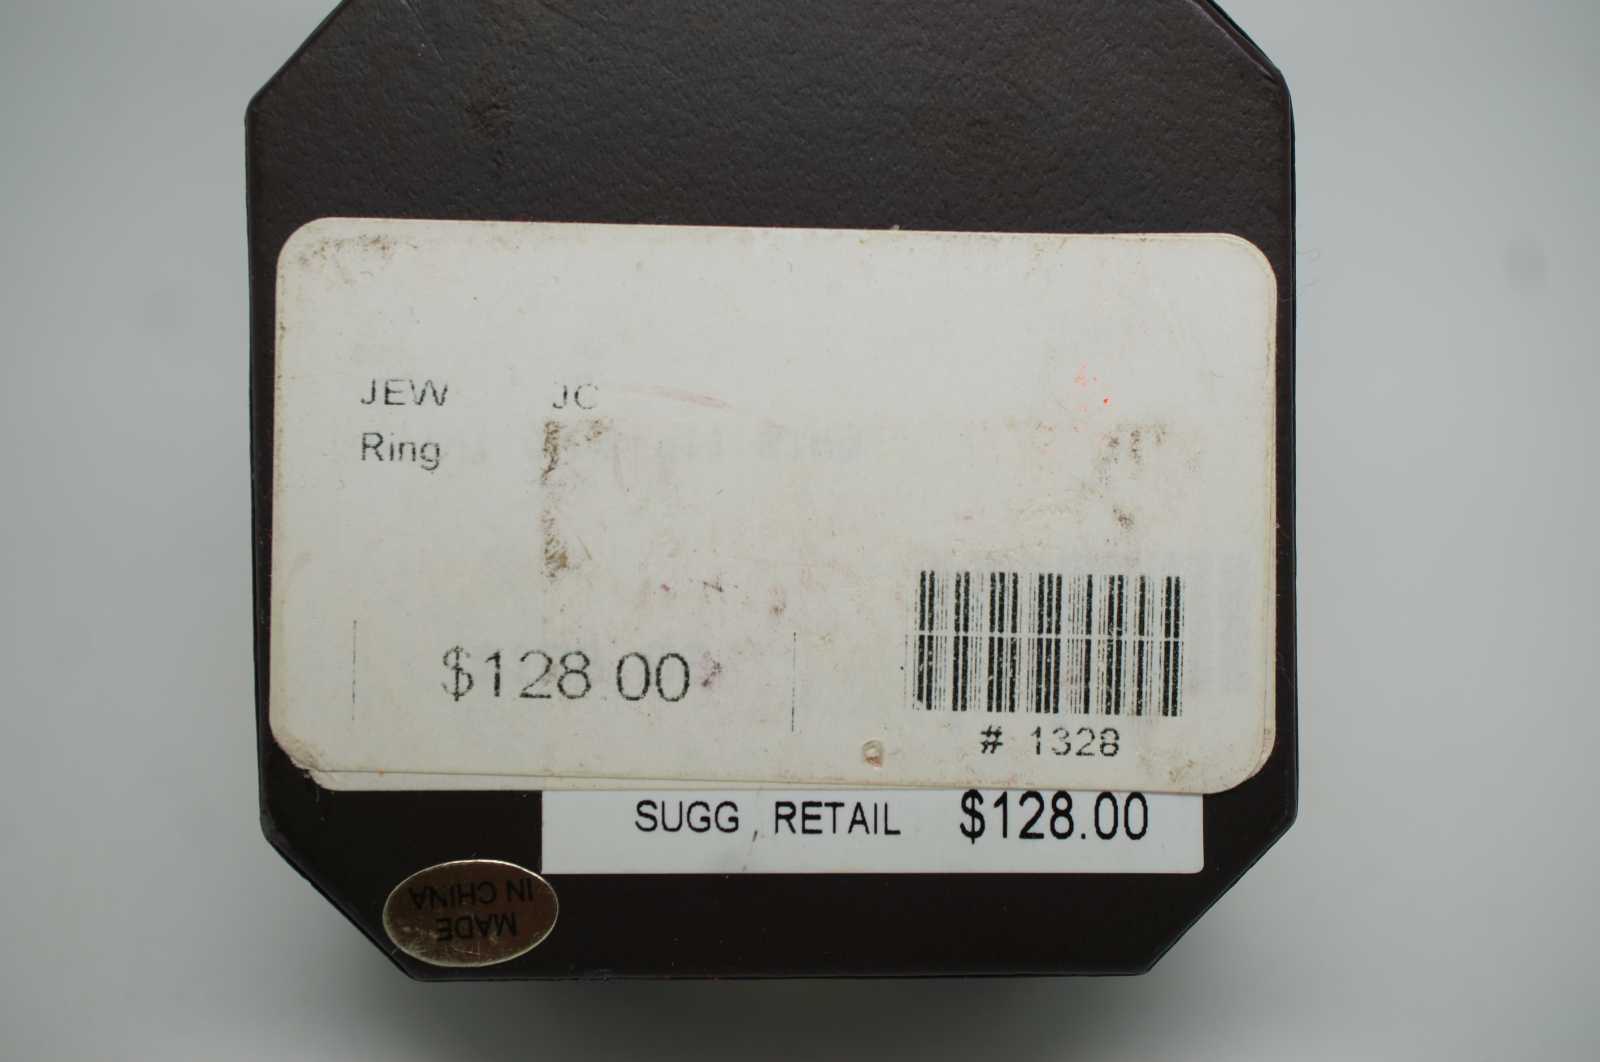 JEW JC
Ring
$128.00
# 1328
SUGG RETAIL $128.00
MADE
IN CHINA